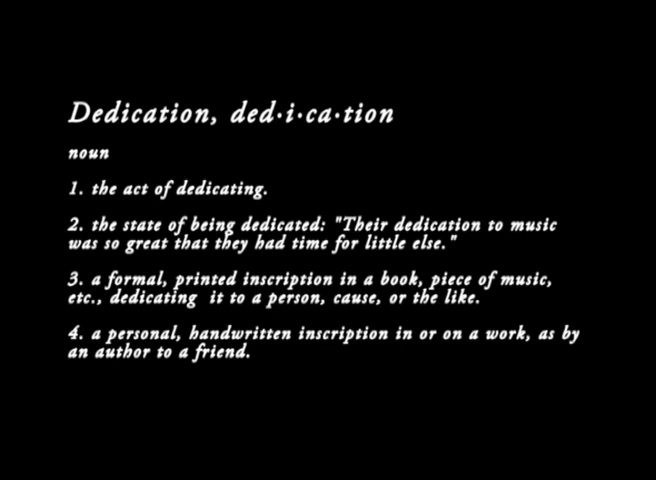 Dedication, ded·i·ca·tion
noun
1. the act of dedicating.
2. the state of being dedicated: "Their dedication to music
was so great that they had time for little else."
3. a formal, printed inscription in a book, piece of music,
etc., dedicating it to a person, cause, or the like.
4. a personal, handwritten inscription in or on a work, as by
an author to a friend.